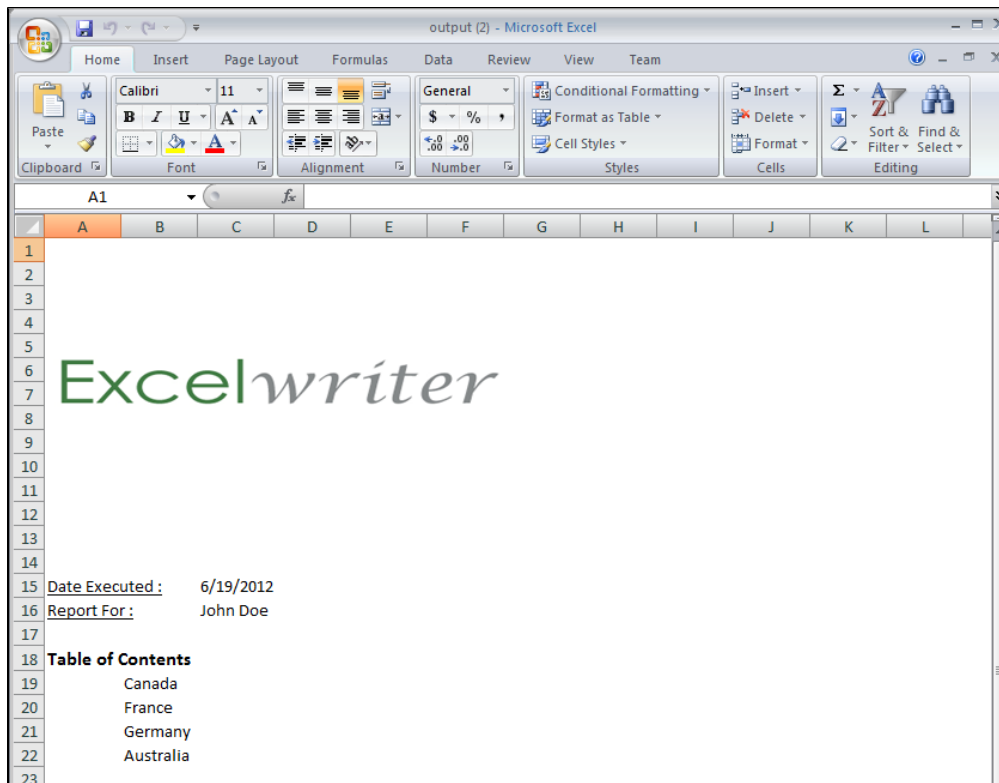 output (2) - Microsoft Excel
Home Insert Page Layout Formulas Data Review View Team
Calibri 11 General Conditional Formatting Insert Σ
B I U A A $ % , Format as Table Delete
Paste A .0 .00 .00 .0 Cell Styles Format Sort & Filter Find & Select
Clipboard Font Alignment Number Styles Cells Editing
A1 fx
A B C D E F G H I J K L
1
2
3
4
5
6
7
8
Excelwriter
9
10
11
12
13
14
15 Date Executed : 6/19/2012
16 Report For : John Doe
17
18 Table of Contents
19 Canada
20 France
21 Germany
22 Australia
23